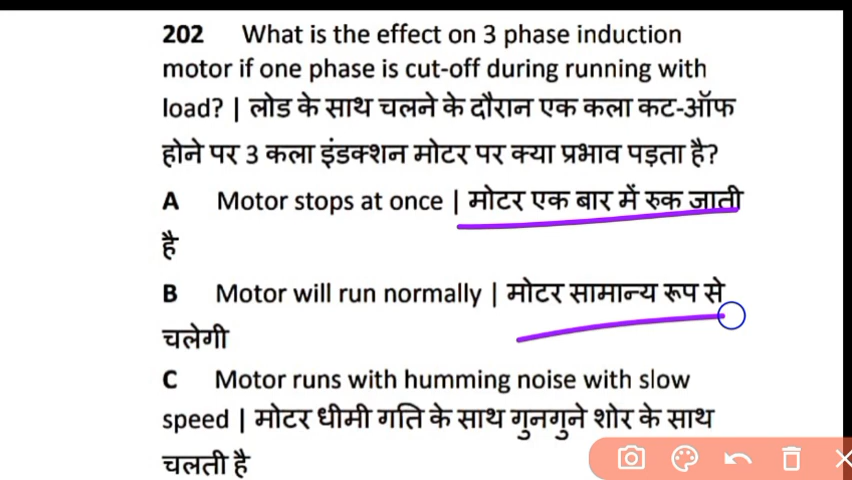 202 What is the effect on 3 phase induction
motor if one phase is cut-off during running with
load? | लोड के साथ चलने के दौरान एक कला कट-ऑफ
होने पर 3 कला इंडक्शन मोटर पर क्या प्रभाव पड़ता है?
A Motor stops at once | मोटर एक बार में रुक जाती
है
B Motor will run normally | मोटर सामान्य रूप से
चलेगी
C Motor runs with humming noise with slow
speed | मोटर धीमी गति के साथ गुनगुने शोर के साथ
चलती है